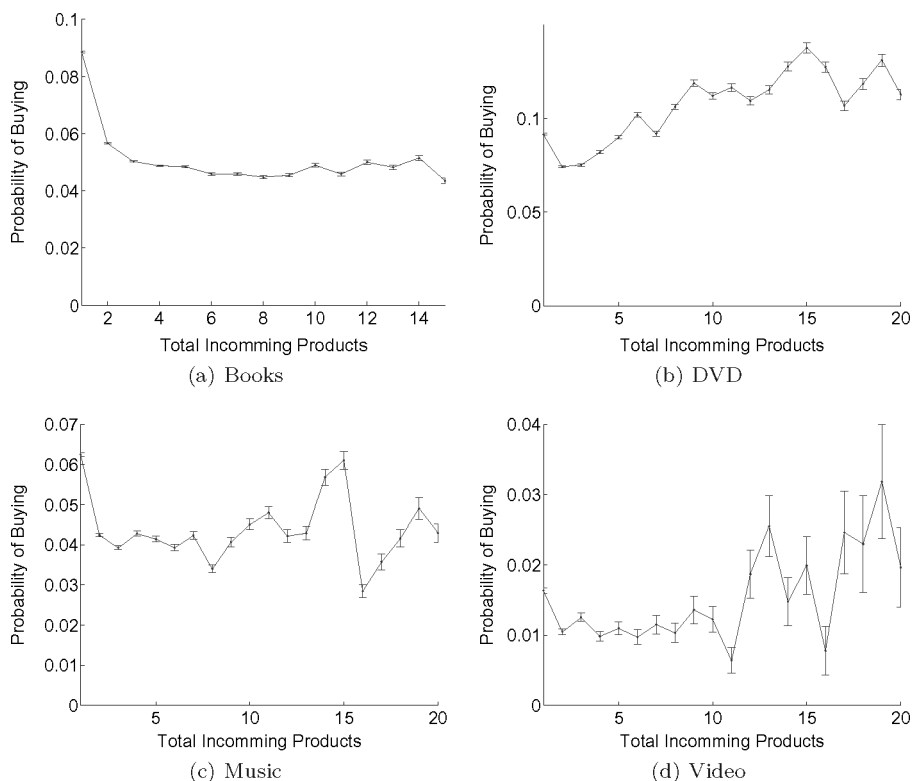 0.1
0.08
0.06
0.04
0.02
0
Probability of Buying
2 4 6 8 10 12 14
Total Incomming Products
(a) Books
0.1
0.05
0
Probability of Buying
5 10 15 20
Total Incomming Products
(b) DVD
0.07
0.06
0.05
0.04
0.03
0.02
0.01
0
Probability of Buying
5 10 15 20
Total Incomming Products
(c) Music
0.04
0.03
0.02
0.01
0
Probability of Buying
5 10 15 20
Total Incomming Products
(d) Video